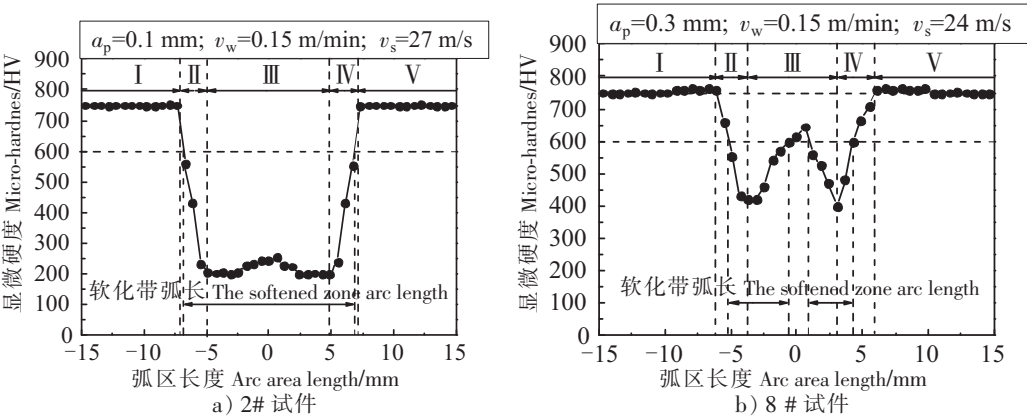 a_p=0.1 mm; v_w=0.15 m/min; v_s=27 m/s
900
800
700
600
500
400
300
200
100
0
显微硬度 Micro-hardness/HV
Ⅰ Ⅱ Ⅲ Ⅳ Ⅴ
软化带弧长 The softened zone arc length
−15 −10 −5 0 5 10 15
弧区长度 Arc area length/mm
a) 2# 试件
a_p=0.3 mm; v_w=0.15 m/min; v_s=24 m/s
900
800
700
600
500
400
300
200
100
0
显微硬度 Micro-hardnes/HV
Ⅰ Ⅱ Ⅲ Ⅳ Ⅴ
软化带弧长 The softened zone arc length
−15 −10 −5 0 5 10 15
弧区长度 Arc area length/mm
b) 8 # 试件